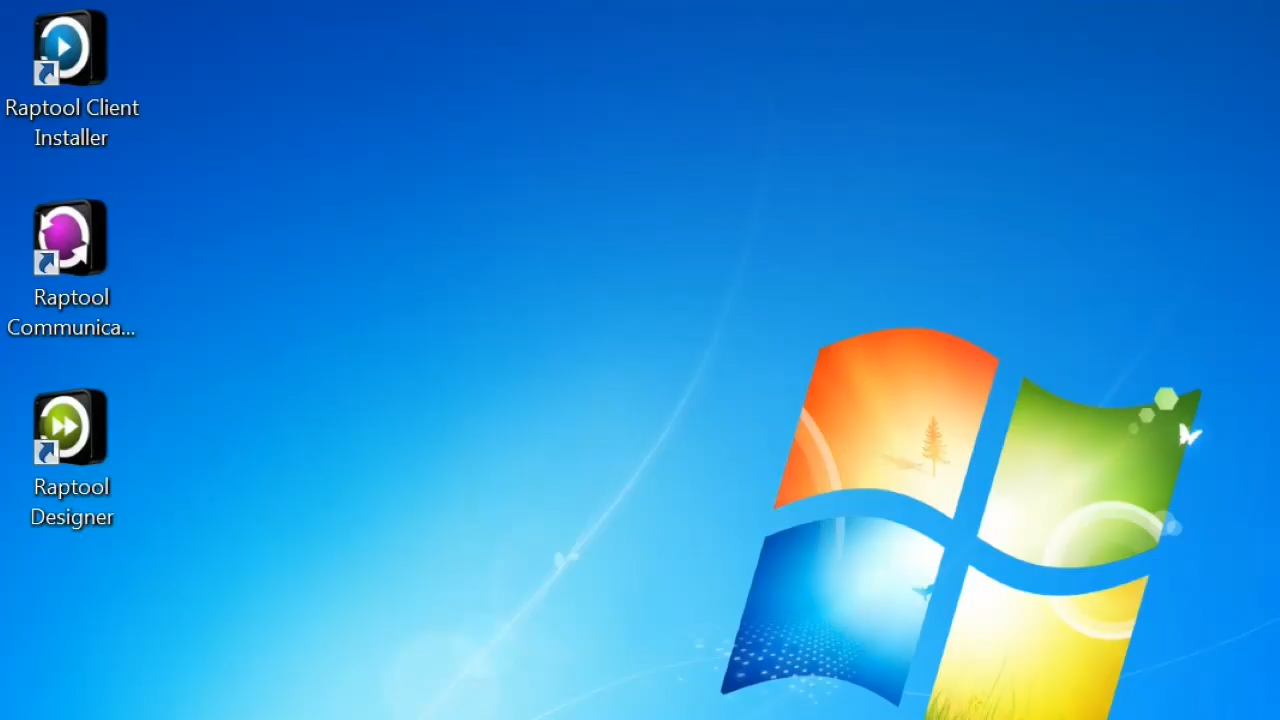 Raptool Client
Installer
Raptool
Communica...
Raptool
Designer